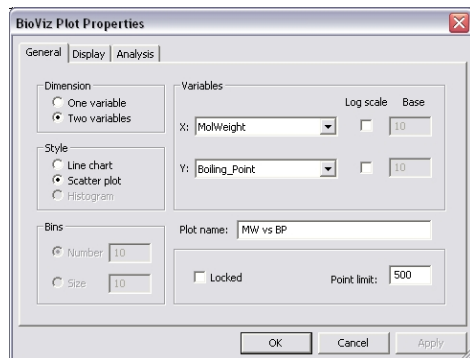 BioViz Plot Properties
General Display Analysis
Dimension
One variable
Two variables
Style
Line chart
Scatter plot
Histogram
Bins
Number 10
Size 10
Variables
Log scale Base
X: MolWeight 10
Y: Boiling_Point 10
Plot name: MW vs BP
Locked Point limit: 500
OK Cancel Apply